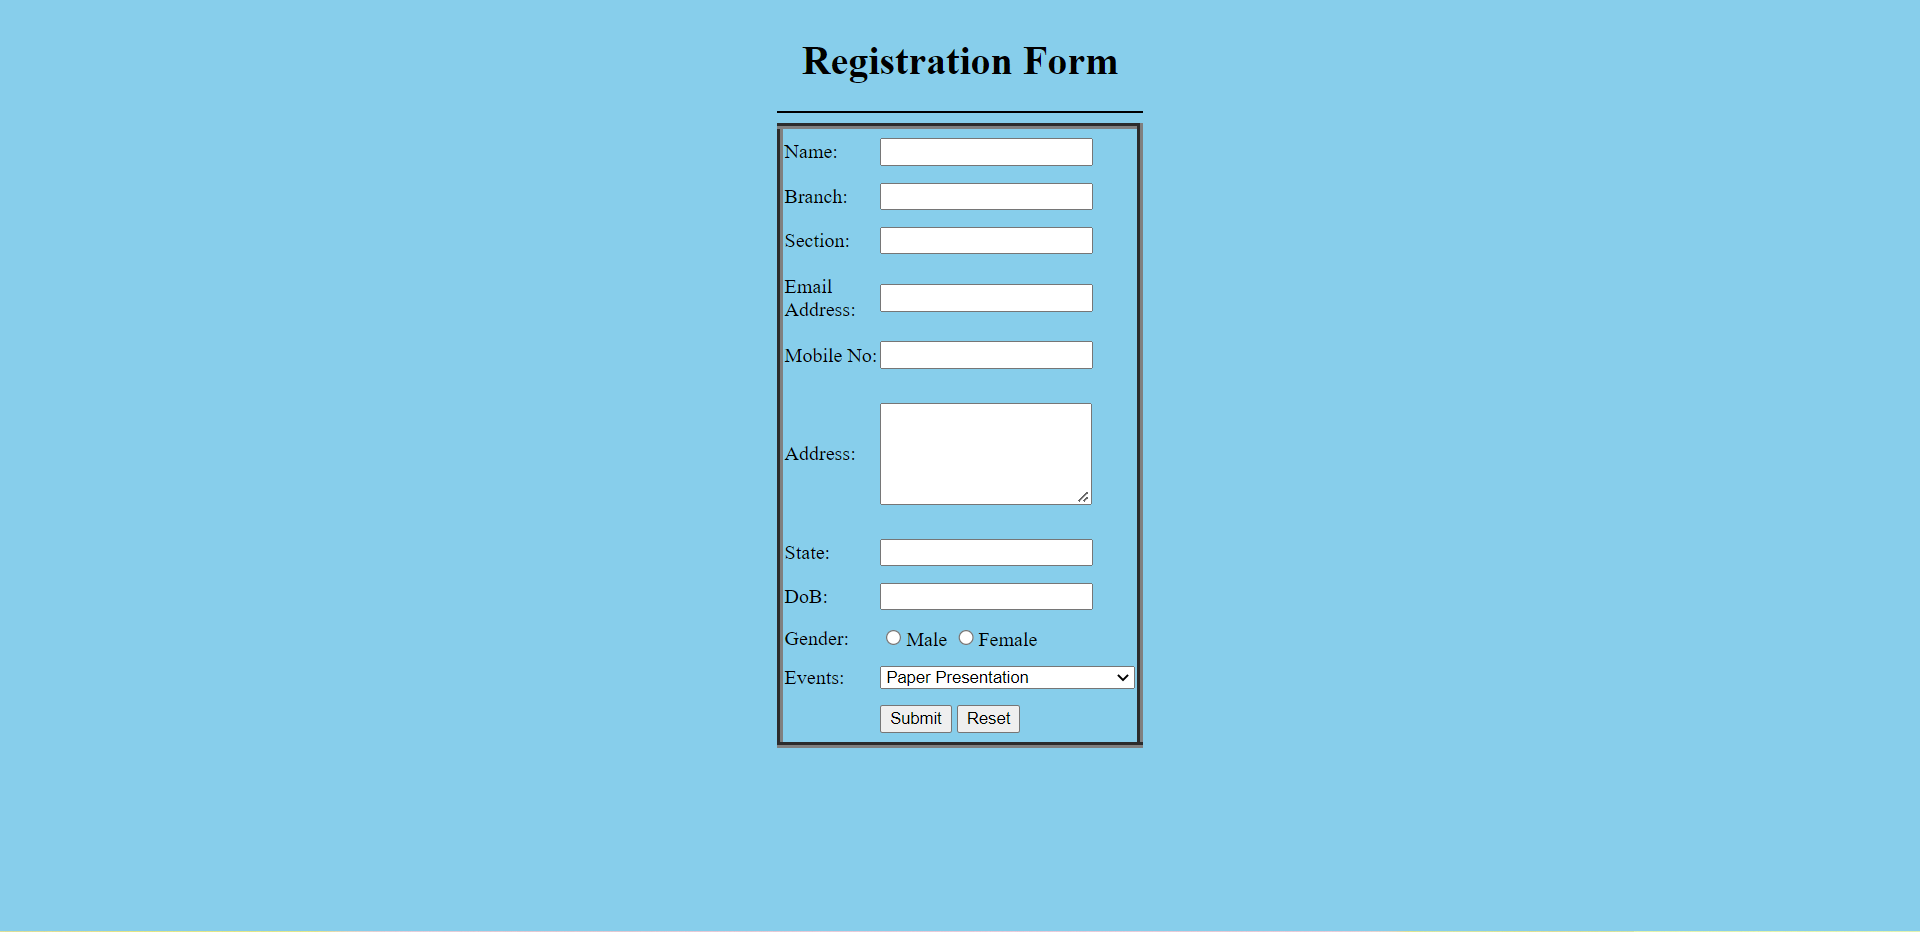 Registration Form
Name:
Branch:
Section:
Email
Address:
Mobile No:
Address:
State:
DoB:
Gender: Male Female
Events: Paper Presentation
Submit Reset